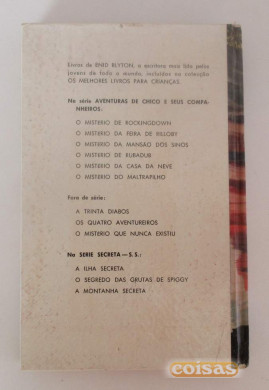 Livros de ENID BLYTON, a escritora mais lida pelos
jovens de todo o mundo, incluídos na colecção
OS MELHORES LIVROS PARA CRIANÇAS.
Na série AVENTURAS DE CHICO E SEUS COMPA-
NHEIROS:
O MISTÉRIO DE ROCKINGDOWN
O MISTÉRIO DA FEIRA DE RILLOBY
O MISTÉRIO DA MANSÃO DOS SINOS
O MISTÉRIO DE RUBADUB
O MISTÉRIO DA CASA DA NEVE
O MISTÉRIO DO MALTRAPILHO
Fora de série:
A TRINTA DIABOS
OS QUATRO AVENTUREIROS
O MISTÉRIO QUE NUNCA EXISTIU
Na SÉRIE SECRETA — S. S.:
A ILHA SECRETA
O SEGREDO DAS GRUTAS DE SPIGGY
A MONTANHA SECRETA
coisas